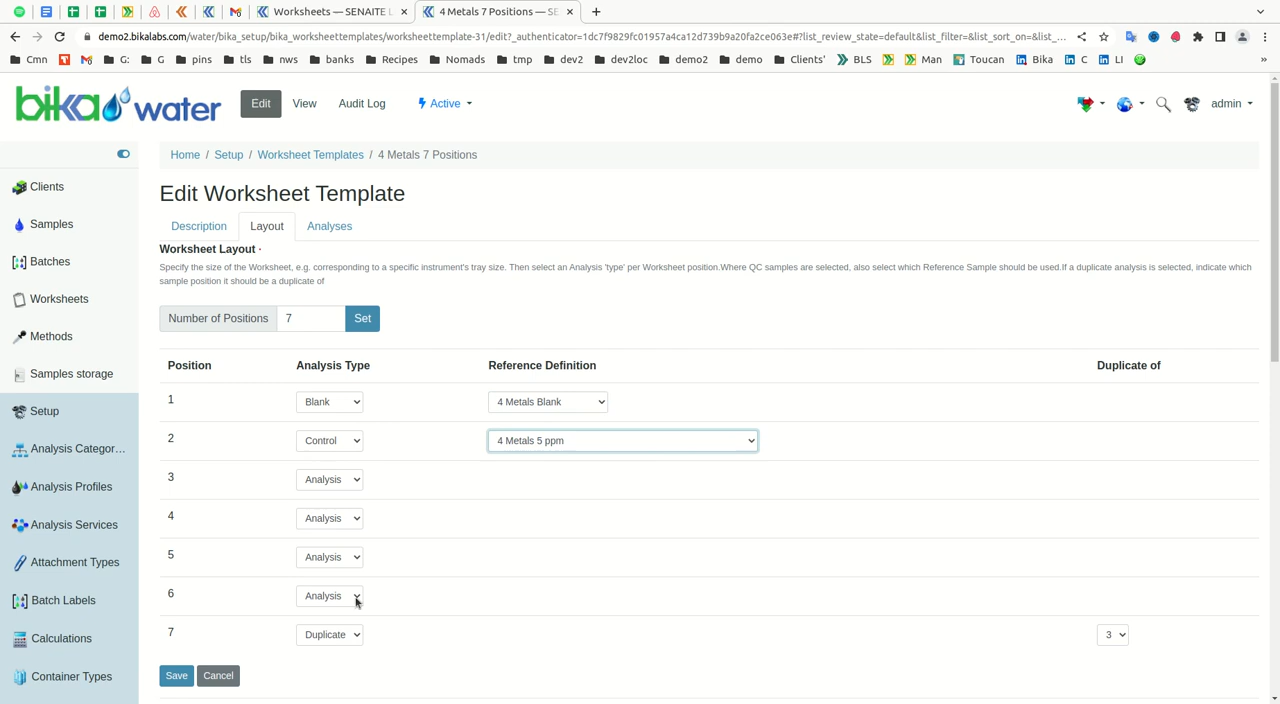 Worksheets — SENAITE L
4 Metals 7 Positions — SE
demo2.bikalabs.com/water/bika_setup/bika_worksheettemplates/worksheettemplate-31/edit?_authenticator=1dc7f9829fc01957a4ca12d739b9a20fa2ce063e#?list_review_state=default&list_filter=&list_sort_on=&list_...
Cmn G: G pins tls nws banks Recipes Nomads tmp dev2 dev2loc demo2 demo Clients' BLS Man Toucan Bika C LI »
bika water
Edit View Audit Log Active admin
Home / Setup / Worksheet Templates / 4 Metals 7 Positions
Clients
Samples
Batches
Worksheets
Methods
Samples storage
Setup
Analysis Categor...
Analysis Profiles
Analysis Services
Attachment Types
Batch Labels
Calculations
Container Types
Edit Worksheet Template
Description Layout Analyses
Worksheet Layout ·
Specify the size of the Worksheet, e.g. corresponding to a specific instrument's tray size. Then select an Analysis 'type' per Worksheet position.Where QC samples are selected, also select which Reference Sample should be used.If a duplicate analysis is selected, indicate which
sample position it should be a duplicate of
Number of Positions 7 Set
Position Analysis Type Reference Definition Duplicate of
1 Blank 4 Metals Blank
2 Control 4 Metals 5 ppm
3 Analysis
4 Analysis
5 Analysis
6 Analysis
7 Duplicate 3
Save Cancel